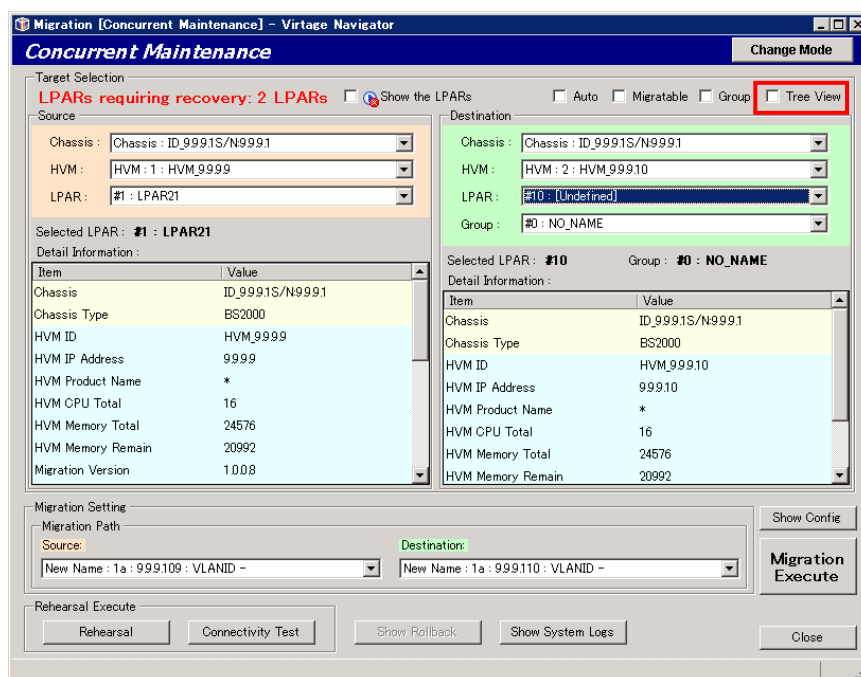 Migration [Concurrent Maintenance] - Virtage Navigator
Concurrent Maintenance
Change Mode
Target Selection
LPARs requiring recovery: 2 LPARs Show the LPARs Auto Migratable Group Tree View
Source
Chassis : Chassis : ID_9.9.9.1S/N:9.9.9.1
HVM : HVM : 1 : HVM_9.9.9.9
LPAR : #1 : LPAR21
Selected LPAR : #1 : LPAR21
Detail Information :
Item Value
Chassis ID_9.9.9.1S/N:9.9.9.1
Chassis Type BS2000
HVM ID HVM_9.9.9.9
HVM IP Address 9.9.9.9
HVM Product Name *
HVM CPU Total 16
HVM Memory Total 24576
HVM Memory Remain 20992
Migration Version 1.0.0.8
Destination
Chassis : Chassis : ID_9.9.9.1S/N:9.9.9.1
HVM : HVM : 2 : HVM_9.9.9.10
LPAR : #10 : [Undefined]
Group : #0 : NO_NAME
Selected LPAR : #10 Group : #0 : NO_NAME
Detail Information :
Item Value
Chassis ID_9.9.9.1S/N:9.9.9.1
Chassis Type BS2000
HVM ID HVM_9.9.9.10
HVM IP Address 9.9.9.10
HVM Product Name *
HVM CPU Total 16
HVM Memory Total 24576
HVM Memory Remain 20992
Migration Setting
Migration Path
Source: Destination:
New Name : 1a : 9.9.9.109 : VLANID - New Name : 1a : 9.9.9.110 : VLANID -
Show Config
Migration
Execute
Rehearsal Execute
Rehearsal Connectivity Test Show Rollback Show System Logs Close